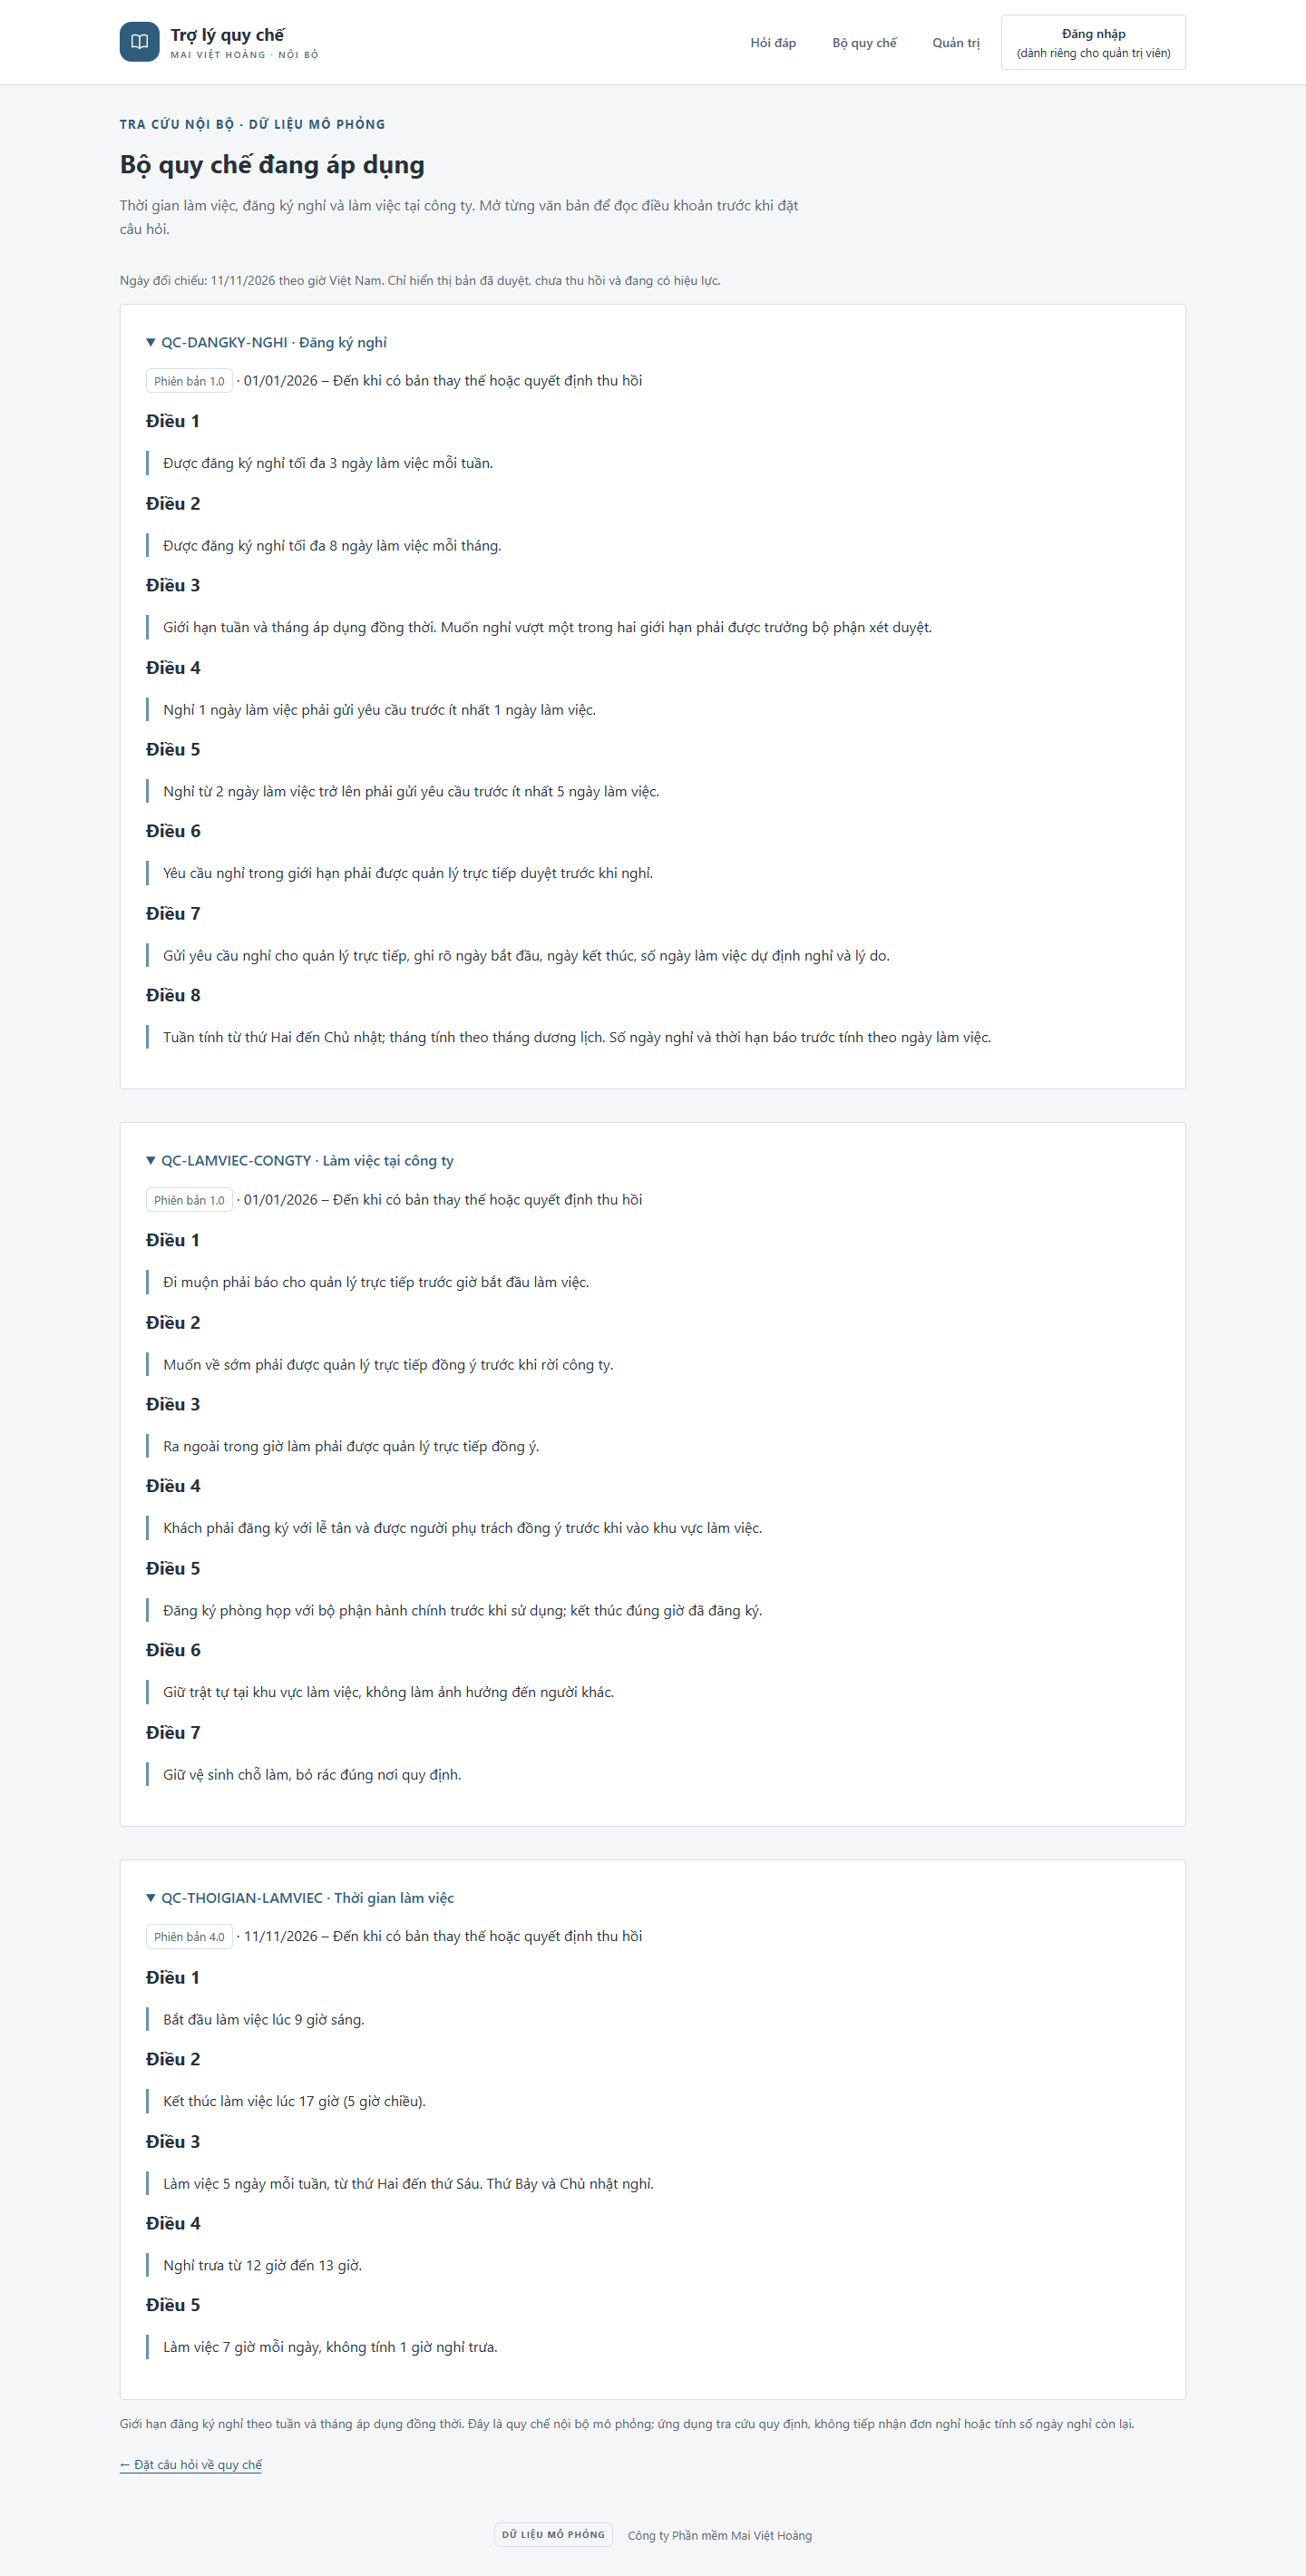 Trợ lý quy chế
MAI VIỆT HOÀNG · NỘI BỘ
Hỏi đáp
Bộ quy chế
Quản trị
Đăng nhập
(dành riêng cho quản trị viên)
TRA CỨU NỘI BỘ · DỮ LIỆU MÔ PHỎNG
Bộ quy chế đang áp dụng
Thời gian làm việc, đăng ký nghỉ và làm việc tại công ty. Mở từng văn bản để đọc điều khoản trước khi đặt
câu hỏi.
Ngày đối chiếu: 11/11/2026 theo giờ Việt Nam. Chỉ hiển thị bản đã duyệt, chưa thu hồi và đang có hiệu lực.
▼ QC-DANGKY-NGHI · Đăng ký nghỉ
Phiên bản 1.0 · 01/01/2026 – Đến khi có bản thay thế hoặc quyết định thu hồi
Điều 1
Được đăng ký nghỉ tối đa 3 ngày làm việc mỗi tuần.
Điều 2
Được đăng ký nghỉ tối đa 8 ngày làm việc mỗi tháng.
Điều 3
Giới hạn tuần và tháng áp dụng đồng thời. Muốn nghỉ vượt một trong hai giới hạn phải được trưởng bộ phận xét duyệt.
Điều 4
Nghỉ 1 ngày làm việc phải gửi yêu cầu trước ít nhất 1 ngày làm việc.
Điều 5
Nghỉ từ 2 ngày làm việc trở lên phải gửi yêu cầu trước ít nhất 5 ngày làm việc.
Điều 6
Yêu cầu nghỉ trong giới hạn phải được quản lý trực tiếp duyệt trước khi nghỉ.
Điều 7
Gửi yêu cầu nghỉ cho quản lý trực tiếp, ghi rõ ngày bắt đầu, ngày kết thúc, số ngày làm việc dự định nghỉ và lý do.
Điều 8
Tuần tính từ thứ Hai đến Chủ nhật; tháng tính theo tháng dương lịch. Số ngày nghỉ và thời hạn báo trước tính theo ngày làm việc.
▼ QC-LAMVIEC-CONGTY · Làm việc tại công ty
Phiên bản 1.0 · 01/01/2026 – Đến khi có bản thay thế hoặc quyết định thu hồi
Điều 1
Đi muộn phải báo cho quản lý trực tiếp trước giờ bắt đầu làm việc.
Điều 2
Muốn về sớm phải được quản lý trực tiếp đồng ý trước khi rời công ty.
Điều 3
Ra ngoài trong giờ làm phải được quản lý trực tiếp đồng ý.
Điều 4
Khách phải đăng ký với lễ tân và được người phụ trách đồng ý trước khi vào khu vực làm việc.
Điều 5
Đăng ký phòng họp với bộ phận hành chính trước khi sử dụng; kết thúc đúng giờ đã đăng ký.
Điều 6
Giữ trật tự tại khu vực làm việc, không làm ảnh hưởng đến người khác.
Điều 7
Giữ vệ sinh chỗ làm, bỏ rác đúng nơi quy định.
▼ QC-THOIGIAN-LAMVIEC · Thời gian làm việc
Phiên bản 4.0 · 11/11/2026 – Đến khi có bản thay thế hoặc quyết định thu hồi
Điều 1
Bắt đầu làm việc lúc 9 giờ sáng.
Điều 2
Kết thúc làm việc lúc 17 giờ (5 giờ chiều).
Điều 3
Làm việc 5 ngày mỗi tuần, từ thứ Hai đến thứ Sáu. Thứ Bảy và Chủ nhật nghỉ.
Điều 4
Nghỉ trưa từ 12 giờ đến 13 giờ.
Điều 5
Làm việc 7 giờ mỗi ngày, không tính 1 giờ nghỉ trưa.
Giới hạn đăng ký nghỉ theo tuần và tháng áp dụng đồng thời. Đây là quy chế nội bộ mô phỏng; ứng dụng tra cứu quy định, không tiếp nhận đơn nghỉ hoặc tính số ngày nghỉ còn lại.
← Đặt câu hỏi về quy chế
DỮ LIỆU MÔ PHỎNG
Công ty Phần mềm Mai Việt Hoàng